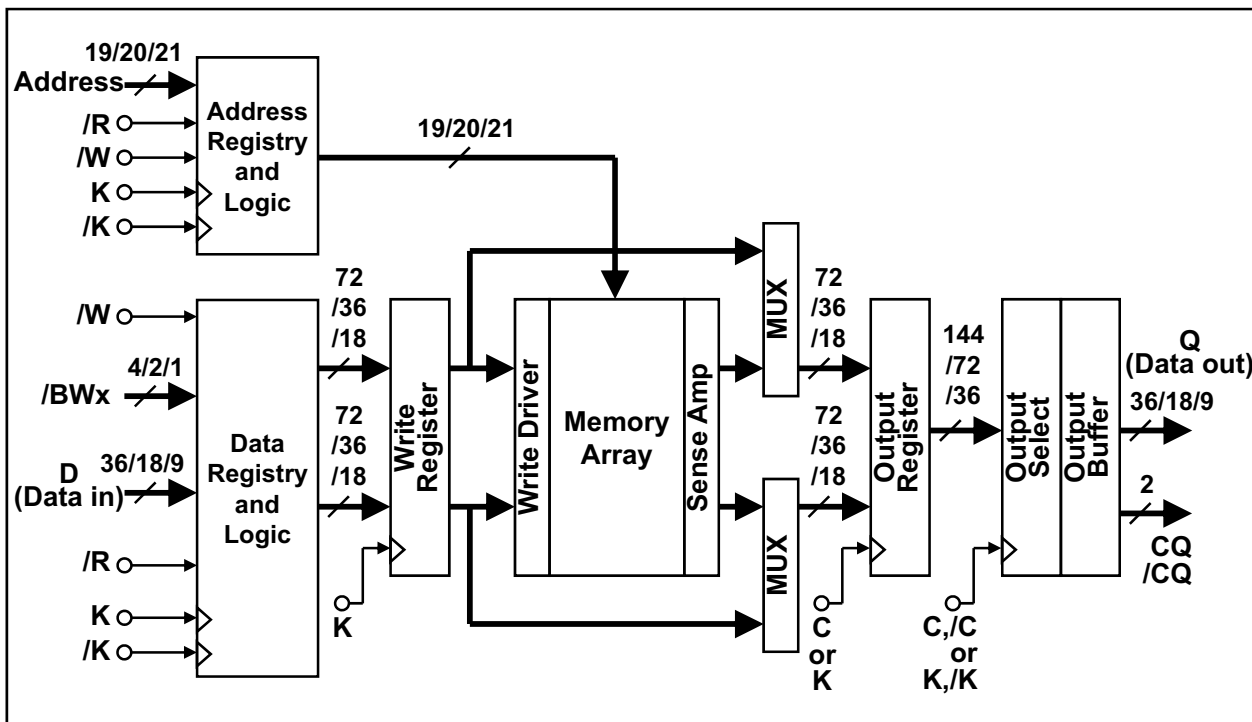 19/20/21
Address
/R
/W
K
/K
Address
Registry
and
Logic
19/20/21
/W
4/2/1
/BWx
36/18/9
D
(Data in)
/R
K
/K
Data
Registry
and
Logic
72
/36
/18
72
/36
/18
Write
Register
K
Write Driver
Memory
Array
Sense Amp
MUX
MUX
72
/36
/18
72
/36
/18
Output
Register
C
or
K
144
/72
/36
Output
Select
Output
Buffer
C,/C
or
K,/K
Q
(Data out)
36/18/9
2
CQ
/CQ